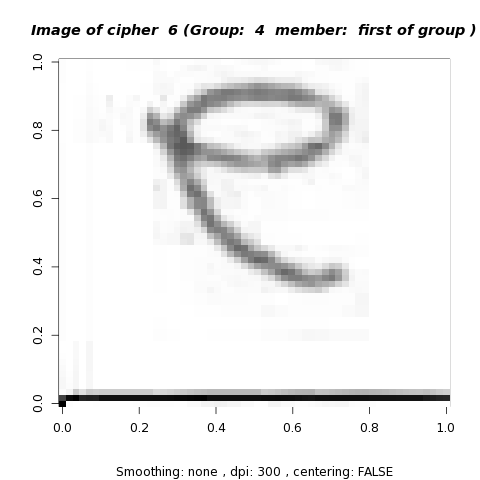 Image of cipher 6 (Group: 4 member: first of group )
1.0
0.8
0.6
0.4
0.2
0.0
0.0 0.2 0.4 0.6 0.8 1.0
Smoothing: none , dpi: 300 , centering: FALSE